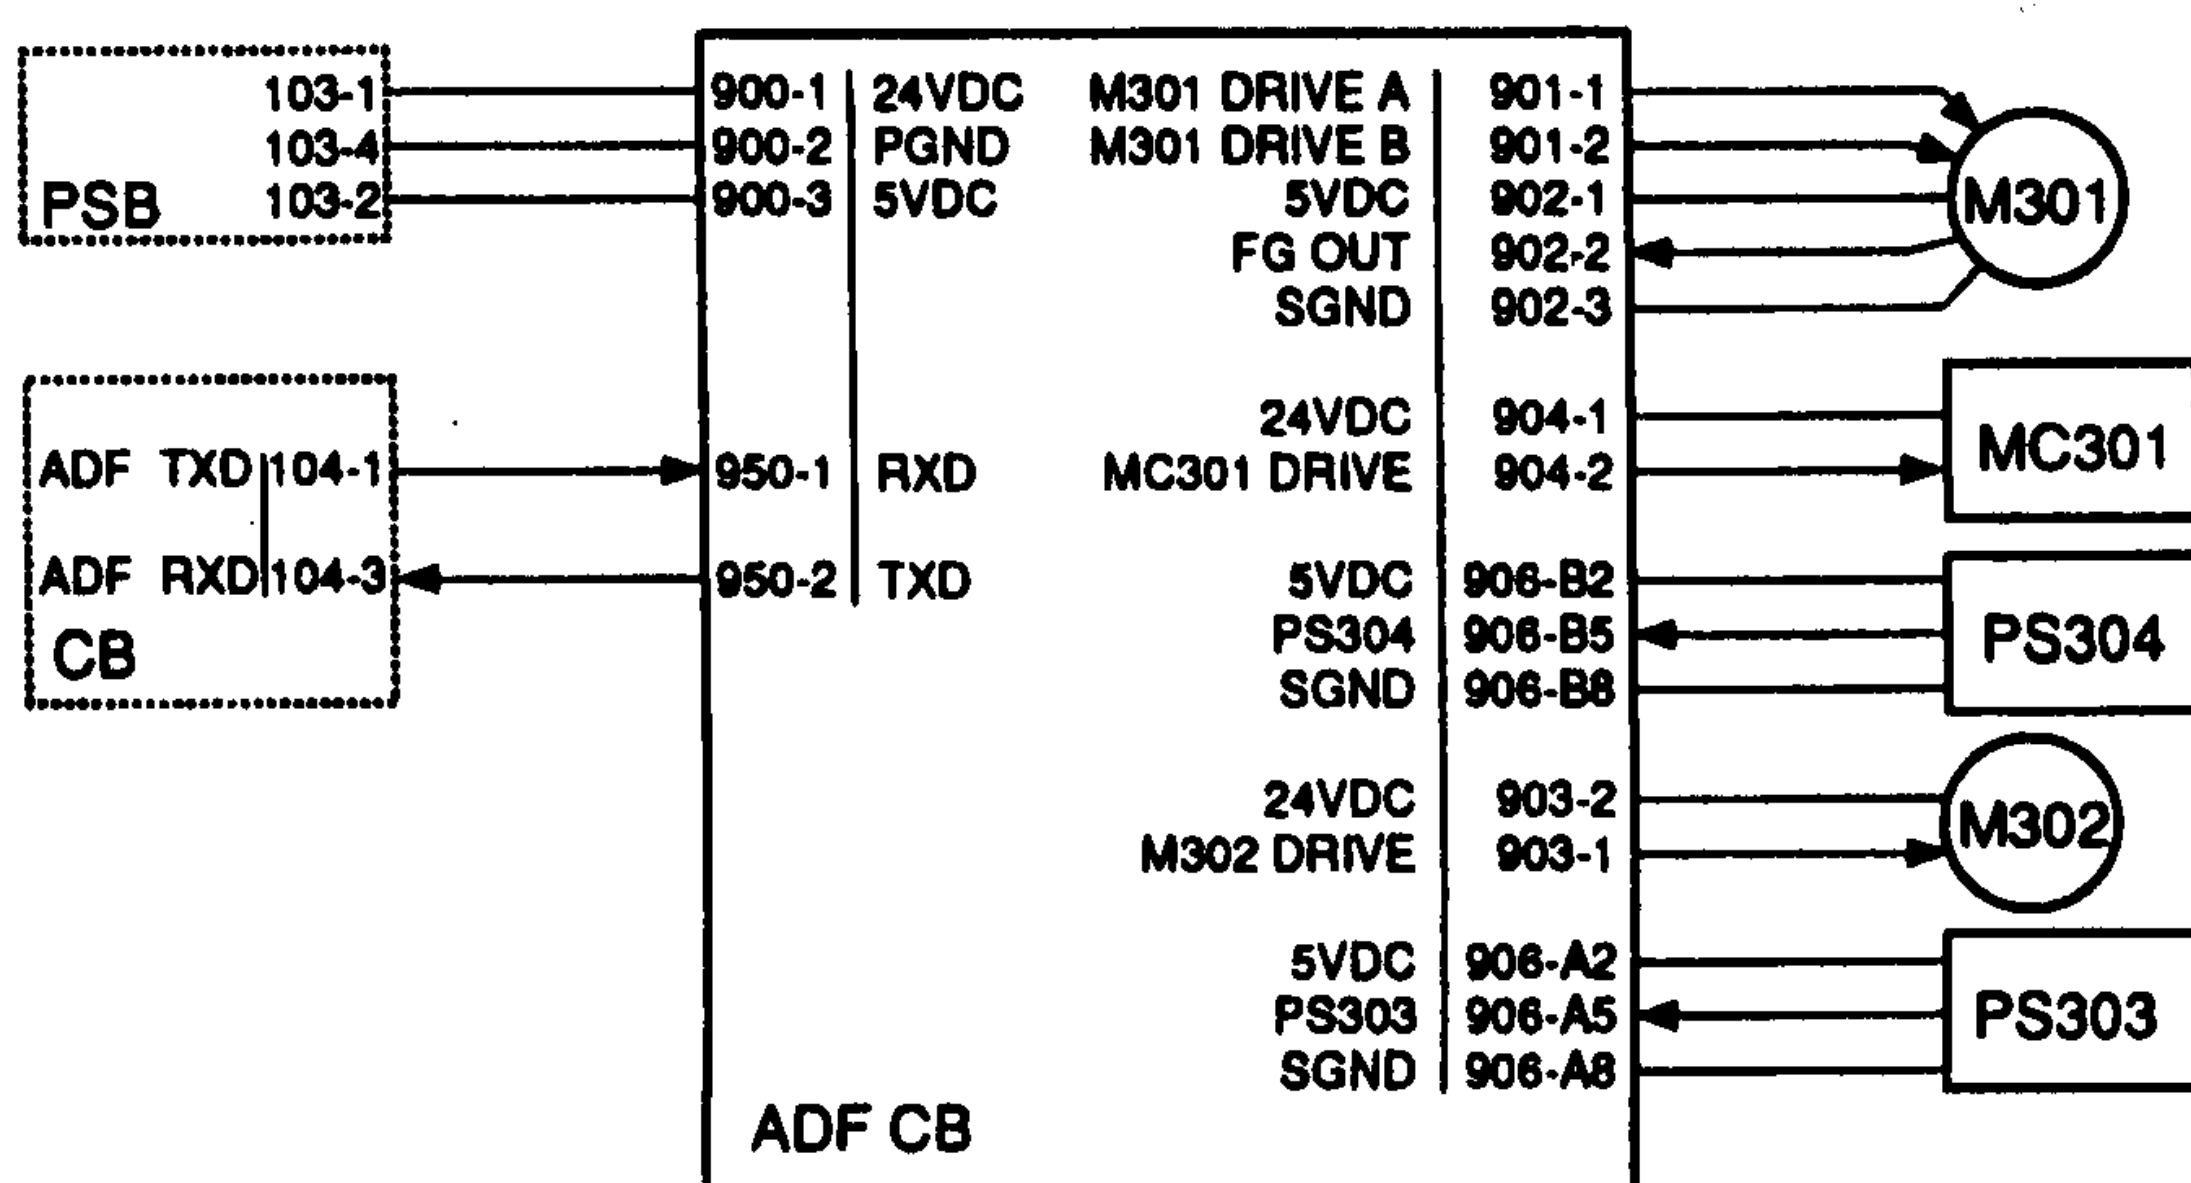 103-1
103-4
PSB 103-2
900-1 24VDC
900-2 PGND
900-3 5VDC
ADF TXD 104-1
ADF RXD 104-3
CB
950-1 RXD
950-2 TXD
M301 DRIVE A 901-1
M301 DRIVE B 901-2
5VDC 902-1
FG OUT 902-2
SGND 902-3
M301
24VDC 904-1
MC301 DRIVE 904-2
MC301
5VDC 906-B2
PS304 906-B5
SGND 906-B8
PS304
24VDC 903-2
M302 DRIVE 903-1
M302
5VDC 906-A2
PS303 906-A5
SGND 906-A8
PS303
ADF CB